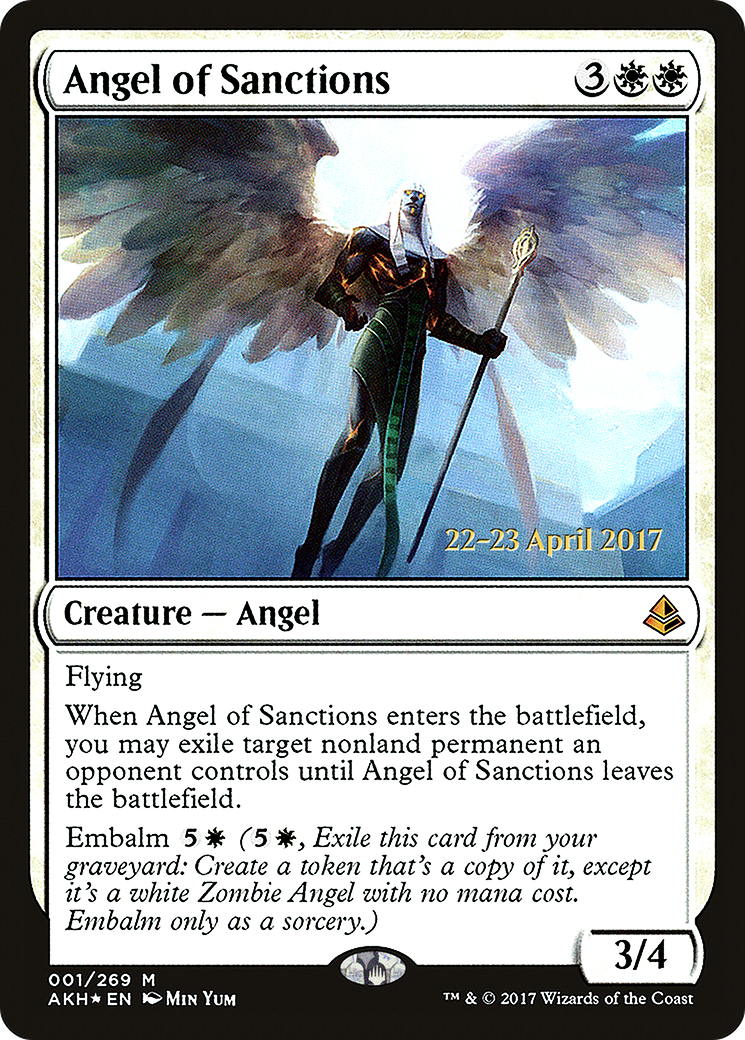 Angel of Sanctions 3
22–23 April 2017
Creature — Angel
Flying
When Angel of Sanctions enters the battlefield,
you may exile target nonland permanent an
opponent controls until Angel of Sanctions leaves
the battlefield.
Embalm 5 (5, Exile this card from your
graveyard: Create a token that's a copy of it, except
it's a white Zombie Angel with no mana cost.
Embalm only as a sorcery.)
3/4
001/269 M
AKH★EN Min Yum
™ & © 2017 Wizards of the Coast